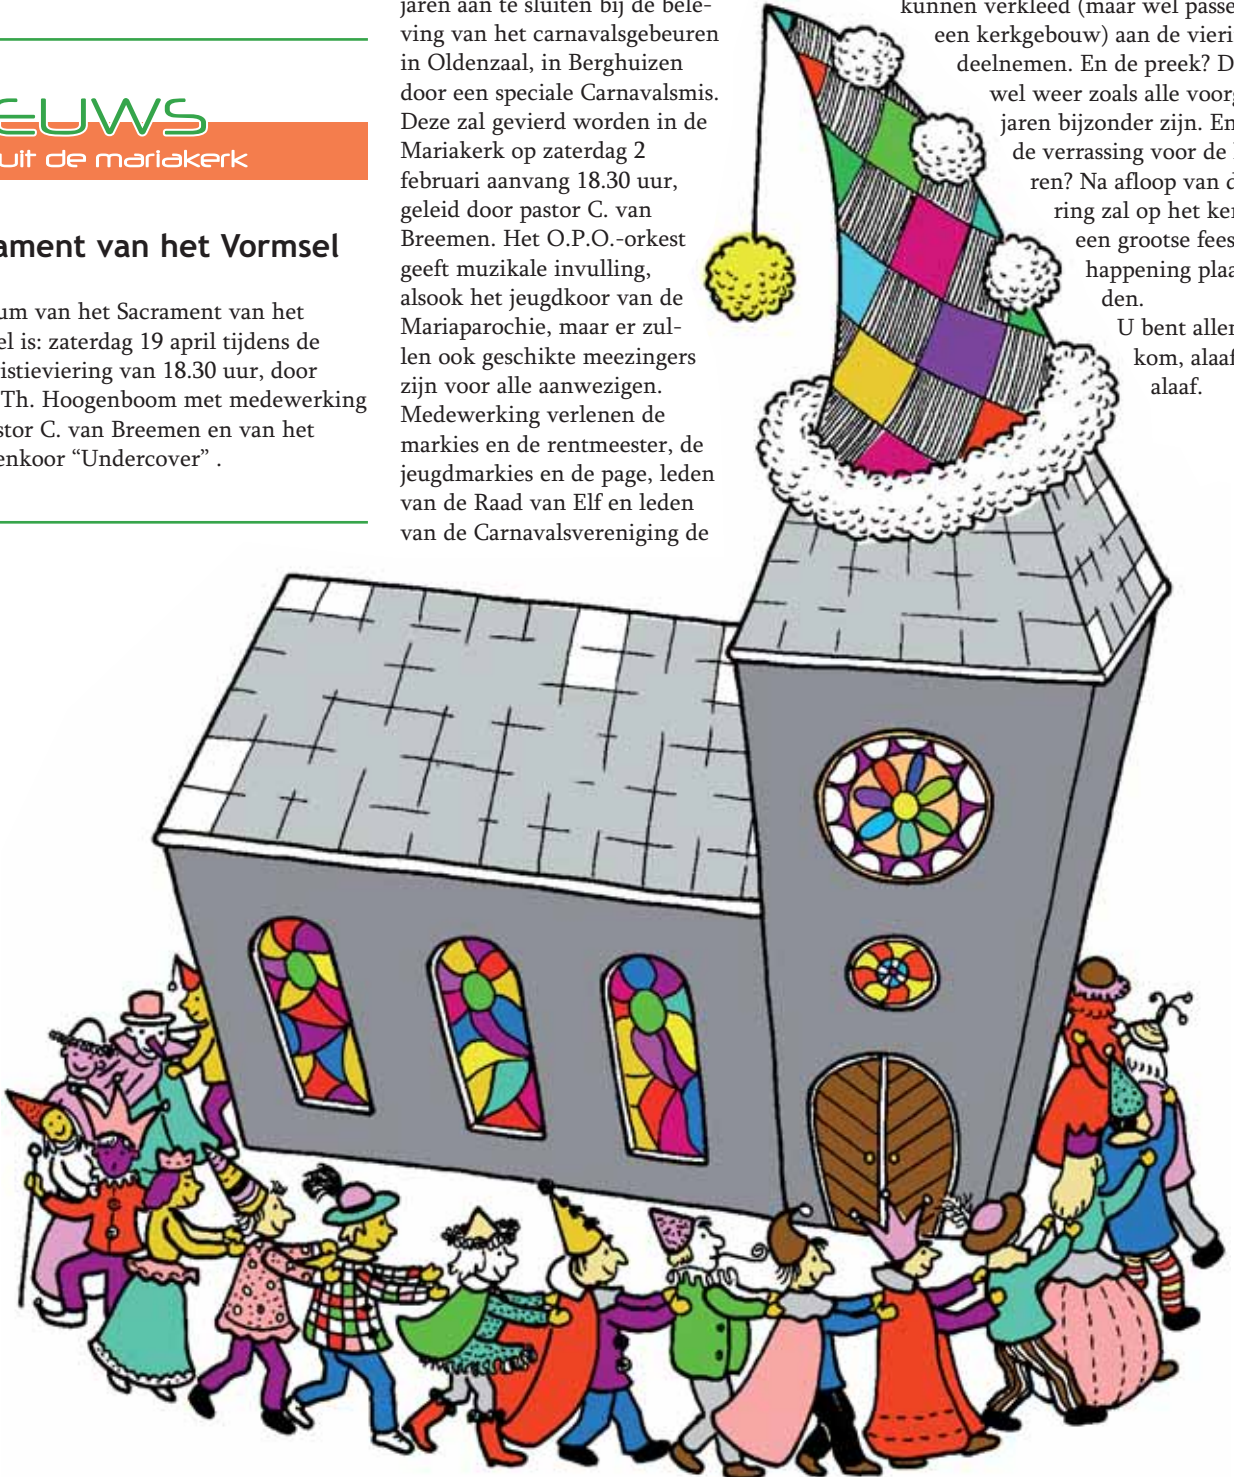 EUWS
uit de mariakerk
ament van het Vormsel
um van het Sacrament van het
el is: zaterdag 19 april tijdens de
istieviering van 18.30 uur, door
Th. Hoogenboom met medewerking
stor C. van Breemen en van het
enkoor “Undercover” .
jaren aan te sluiten bij de bele-
ving van het carnavalsgebeuren
in Oldenzaal, in Berghuizen
door een speciale Carnavalsmis.
Deze zal gevierd worden in de
Mariakerk op zaterdag 2
februari aanvang 18.30 uur,
geleid door pastor C. van
Breemen. Het O.P.O.-orkest
geeft muzikale invulling,
alsook het jeugdkoor van de
Mariaparochie, maar er zul-
len ook geschikte meezingers
zijn voor alle aanwezigen.
Medewerking verlenen de
markies en de rentmeester, de
jeugdmarkies en de page, leden
van de Raad van Elf en leden
van de Carnavalsvereniging de
kunnen verkleed (maar wel passe
een kerkgebouw) aan de vieri
deelnemen. En de preek? D
wel weer zoals alle voorg
jaren bijzonder zijn. En
de verrassing voor de
ren? Na afloop van d
ring zal op het ker
een grootse fees
happening plaa
den.
U bent allen
kom, alaaf
alaaf.